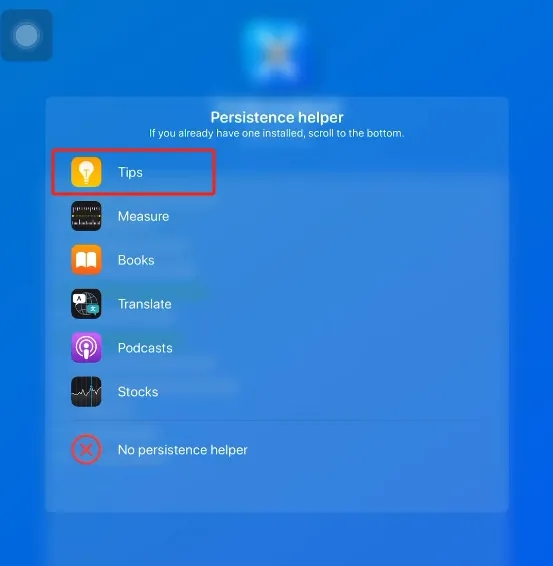 Persistence helper
If you already have one installed, scroll to the bottom.
Tips
Measure
Books
Translate
Podcasts
Stocks
No persistence helper